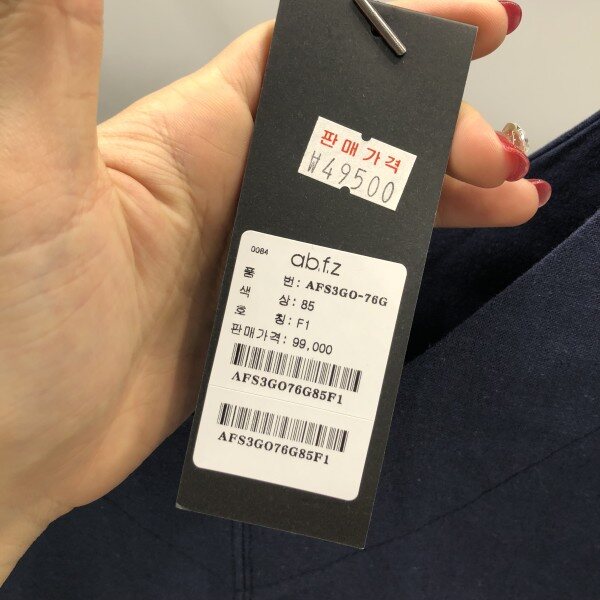 판매가격
₩49500
0084
ab.f.z
품 번: AFS3GO-76G
색 상: 85
호 칭: F1
판매가격: 99,000
AFS3GO76G85F1
AFS3GO76G85F1